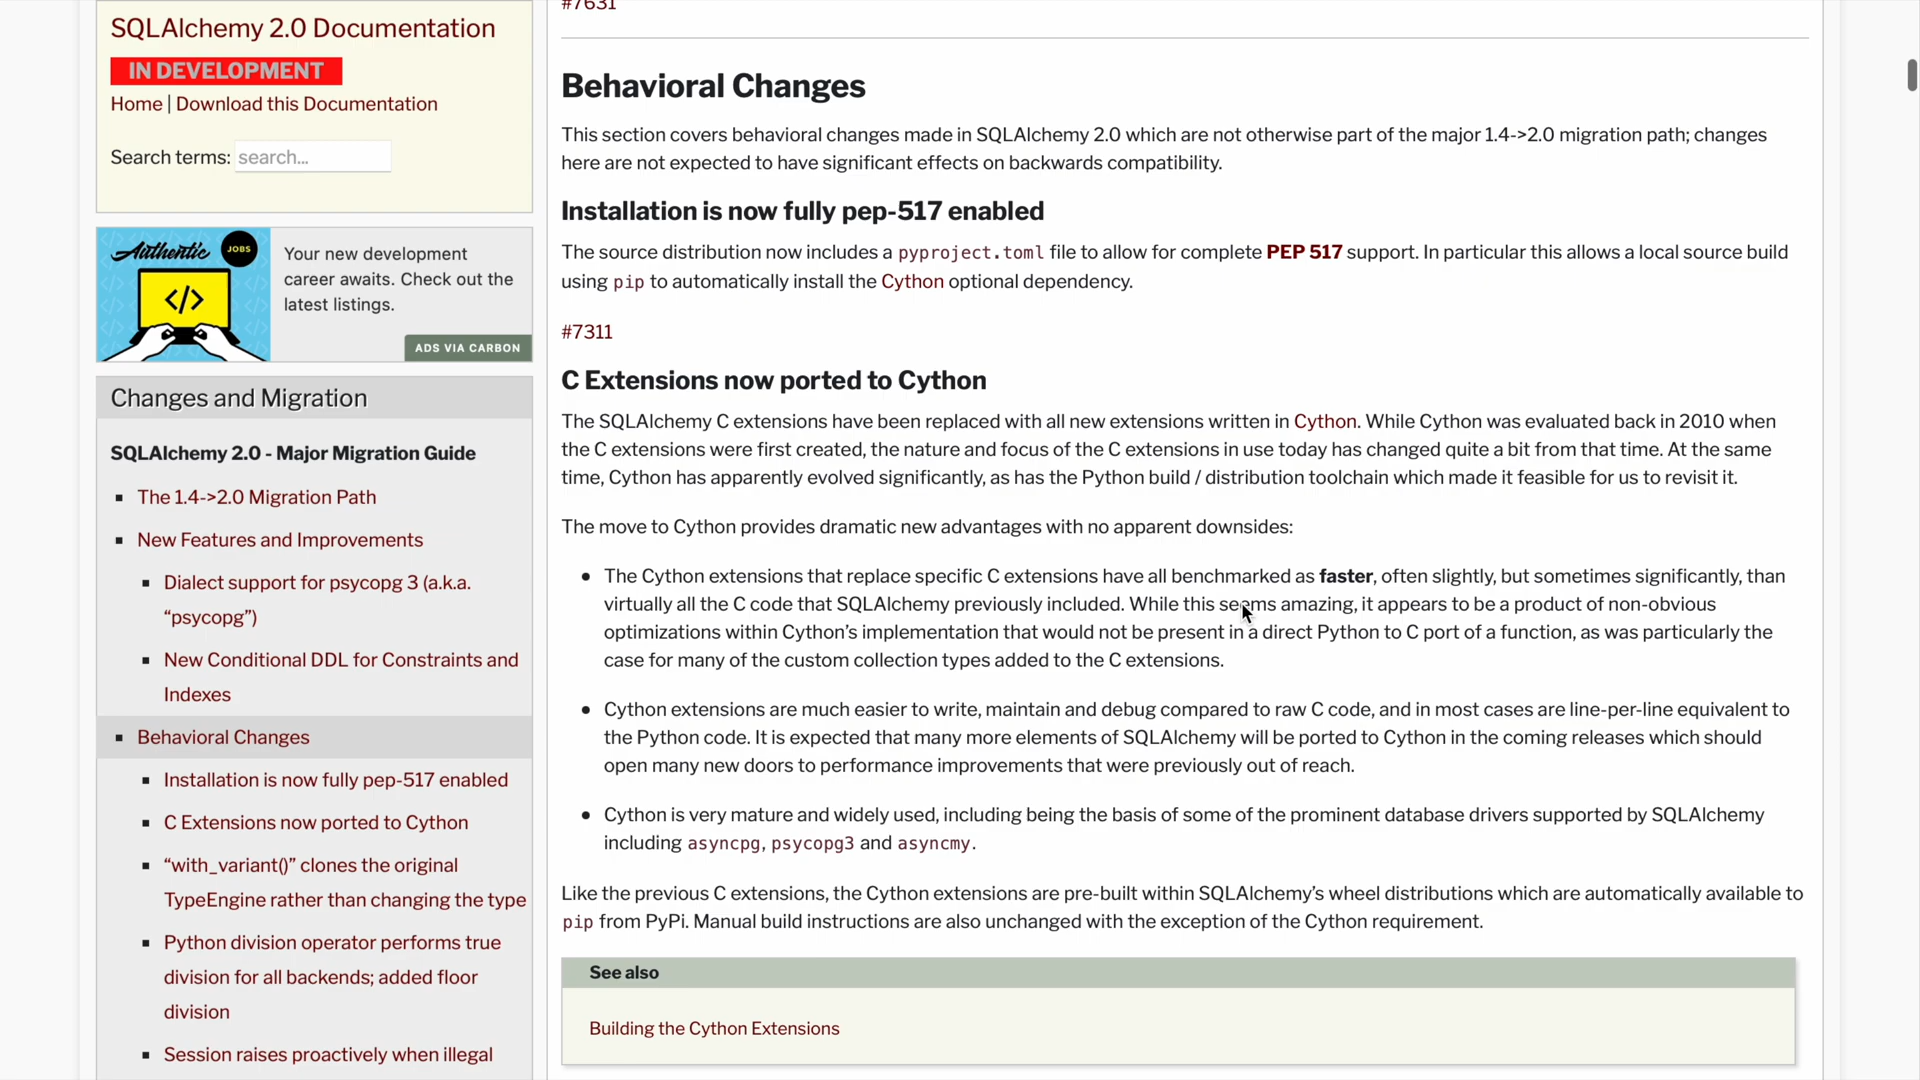 SQLAlchemy 2.0 Documentation
IN DEVELOPMENT
Home | Download this Documentation
Search terms: search...
Authentic JOBS
</>
Your new development
career awaits. Check out the
latest listings.
ADS VIA CARBON
Changes and Migration
SQLAlchemy 2.0 - Major Migration Guide
The 1.4->2.0 Migration Path
New Features and Improvements
Dialect support for psycopg 3 (a.k.a.
“psycopg”)
New Conditional DDL for Constraints and
Indexes
Behavioral Changes
Installation is now fully pep-517 enabled
C Extensions now ported to Cython
“with_variant()” clones the original
TypeEngine rather than changing the type
Python division operator performs true
division for all backends; added floor
division
Session raises proactively when illegal
#7631
Behavioral Changes
This section covers behavioral changes made in SQLAlchemy 2.0 which are not otherwise part of the major 1.4->2.0 migration path; changes
here are not expected to have significant effects on backwards compatibility.
Installation is now fully pep-517 enabled
The source distribution now includes a pyproject.toml file to allow for complete PEP 517 support. In particular this allows a local source build
using pip to automatically install the Cython optional dependency.
#7311
C Extensions now ported to Cython
The SQLAlchemy C extensions have been replaced with all new extensions written in Cython. While Cython was evaluated back in 2010 when
the C extensions were first created, the nature and focus of the C extensions in use today has changed quite a bit from that time. At the same
time, Cython has apparently evolved significantly, as has the Python build / distribution toolchain which made it feasible for us to revisit it.
The move to Cython provides dramatic new advantages with no apparent downsides:
The Cython extensions that replace specific C extensions have all benchmarked as faster, often slightly, but sometimes significantly, than
virtually all the C code that SQLAlchemy previously included. While this seems amazing, it appears to be a product of non-obvious
optimizations within Cython’s implementation that would not be present in a direct Python to C port of a function, as was particularly the
case for many of the custom collection types added to the C extensions.
Cython extensions are much easier to write, maintain and debug compared to raw C code, and in most cases are line-per-line equivalent to
the Python code. It is expected that many more elements of SQLAlchemy will be ported to Cython in the coming releases which should
open many new doors to performance improvements that were previously out of reach.
Cython is very mature and widely used, including being the basis of some of the prominent database drivers supported by SQLAlchemy
including asyncpg, psycopg3 and asyncmy.
Like the previous C extensions, the Cython extensions are pre-built within SQLAlchemy’s wheel distributions which are automatically available to
pip from PyPi. Manual build instructions are also unchanged with the exception of the Cython requirement.
See also
Building the Cython Extensions